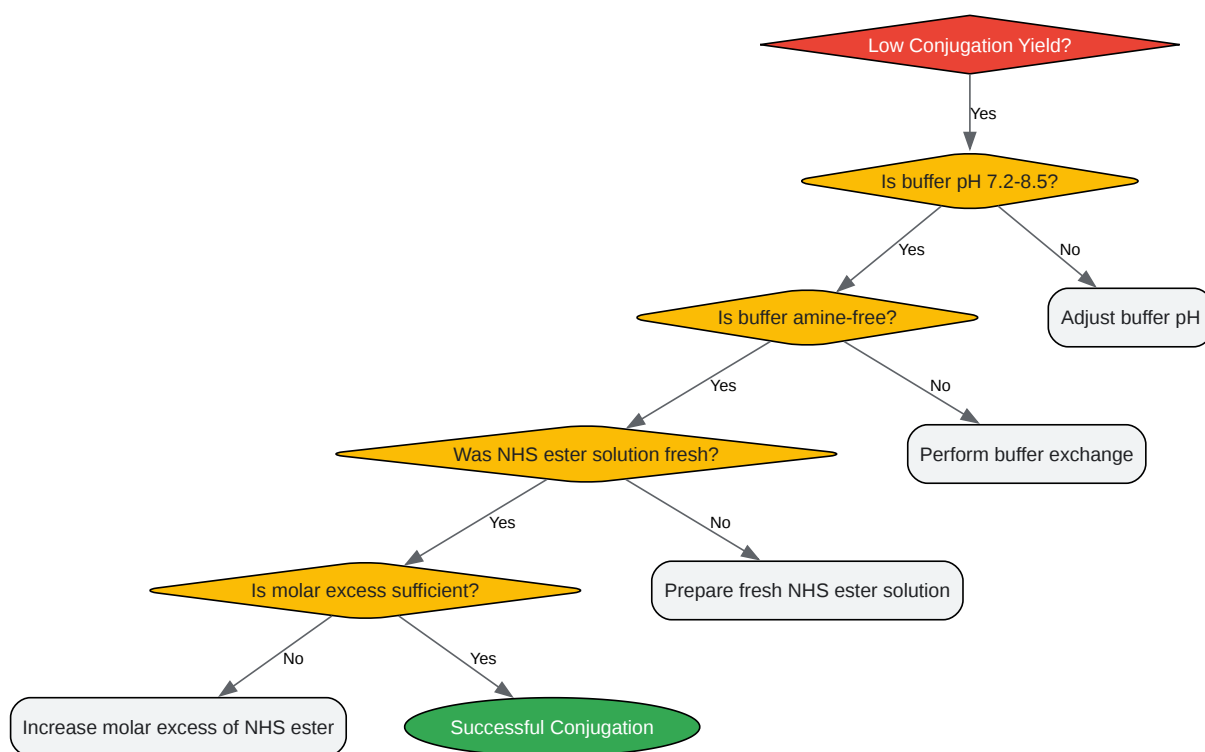 Low Conjugation Yield?
Yes
Is buffer pH 7.2-8.5?
Yes
No
Is buffer amine-free?
Adjust buffer pH
Yes
No
Was NHS ester solution fresh?
Perform buffer exchange
Yes
No
Is molar excess sufficient?
Prepare fresh NHS ester solution
No
Yes
Increase molar excess of NHS ester
Successful Conjugation